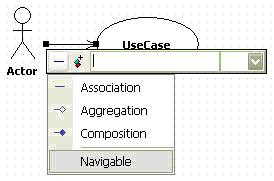 UseCase
Actor
Association
Aggregation
Composition
Navigable